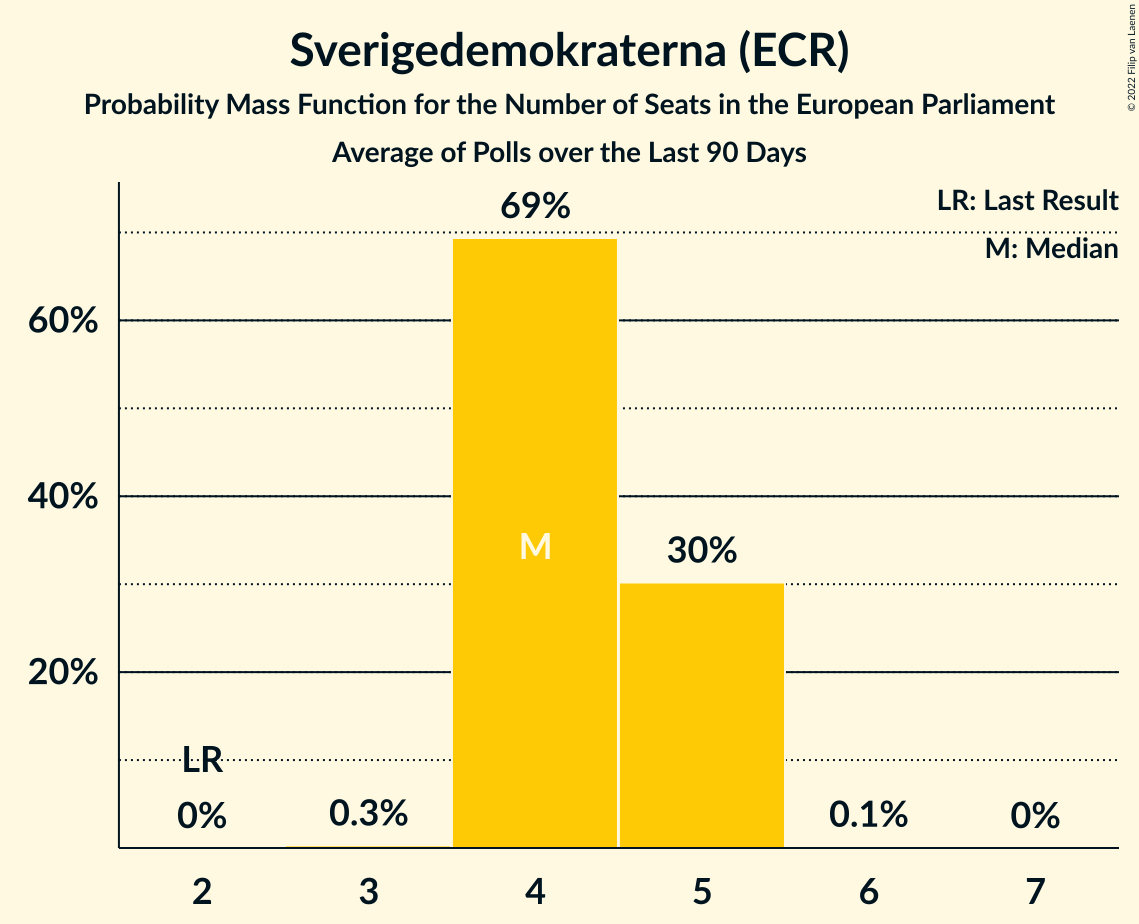 Sverigedemokraterna (ECR)
Probability Mass Function for the Number of Seats in the European Parliament
Average of Polls over the Last 90 Days
© 2022 Filip van Laenen
LR: Last Result
M: Median
69%
60%
40%
M
30%
20%
LR
0%
0.3%
0.1%
0%
2
3
4
5
6
7